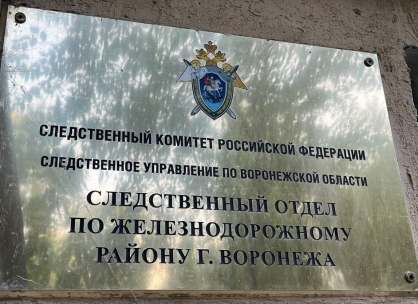 СЛЕДСТВЕННЫЙ КОМИТЕТ РОССИЙСКОЙ ФЕДЕРАЦИИ
СЛЕДСТВЕННОЕ УПРАВЛЕНИЕ ПО ВОРОНЕЖСКОЙ ОБЛАСТИ
СЛЕДСТВЕННЫЙ ОТДЕЛ
ПО ЖЕЛЕЗНОДОРОЖНОМУ
РАЙОНУ Г. ВОРОНЕЖА